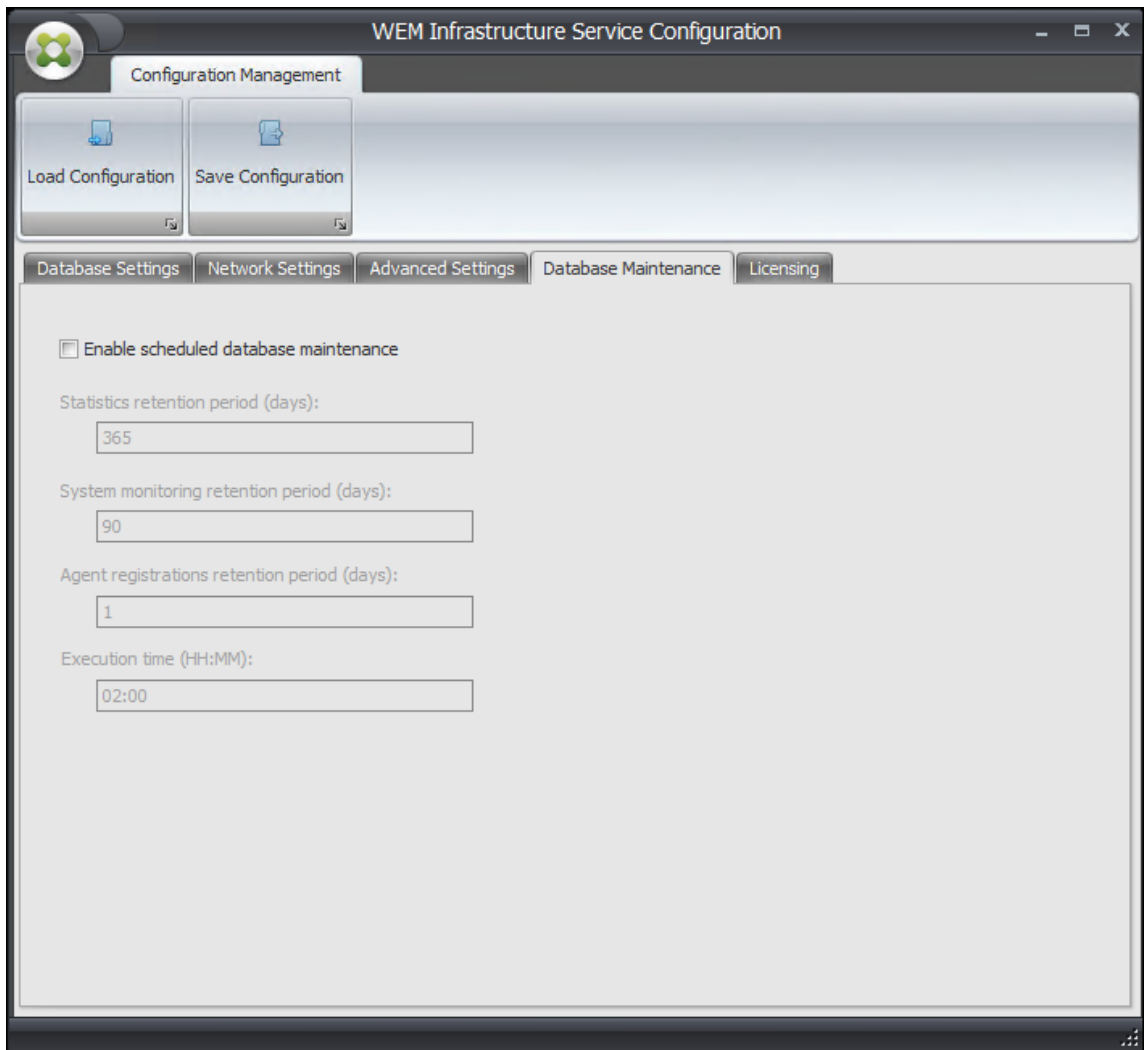 WEM Infrastructure Service Configuration
Configuration Management
Load Configuration
Save Configuration
Database Settings
Network Settings
Advanced Settings
Database Maintenance
Licensing
Enable scheduled database maintenance
Statistics retention period (days):
365
System monitoring retention period (days):
90
Agent registrations retention period (days):
1
Execution time (HH:MM):
02:00